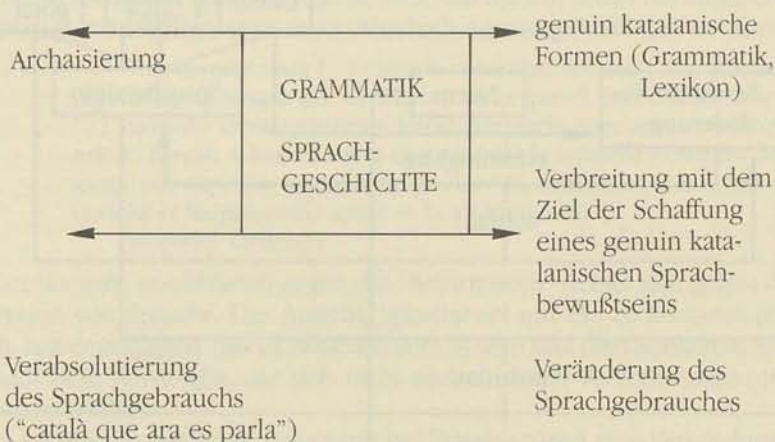 Archaisierung
genuin katalanische
Formen (Grammatik,
Lexikon)
GRAMMATIK
SPRACH-
GESCHICHTE
Verbreitung mit dem
Ziel der Schaffung
eines genuin kata-
lanischen Sprach-
bewußtseins
Verabsolutierung
des Sprachgebrauchs
(“català que ara es parla”)
Veränderung des
Sprachgebrauches